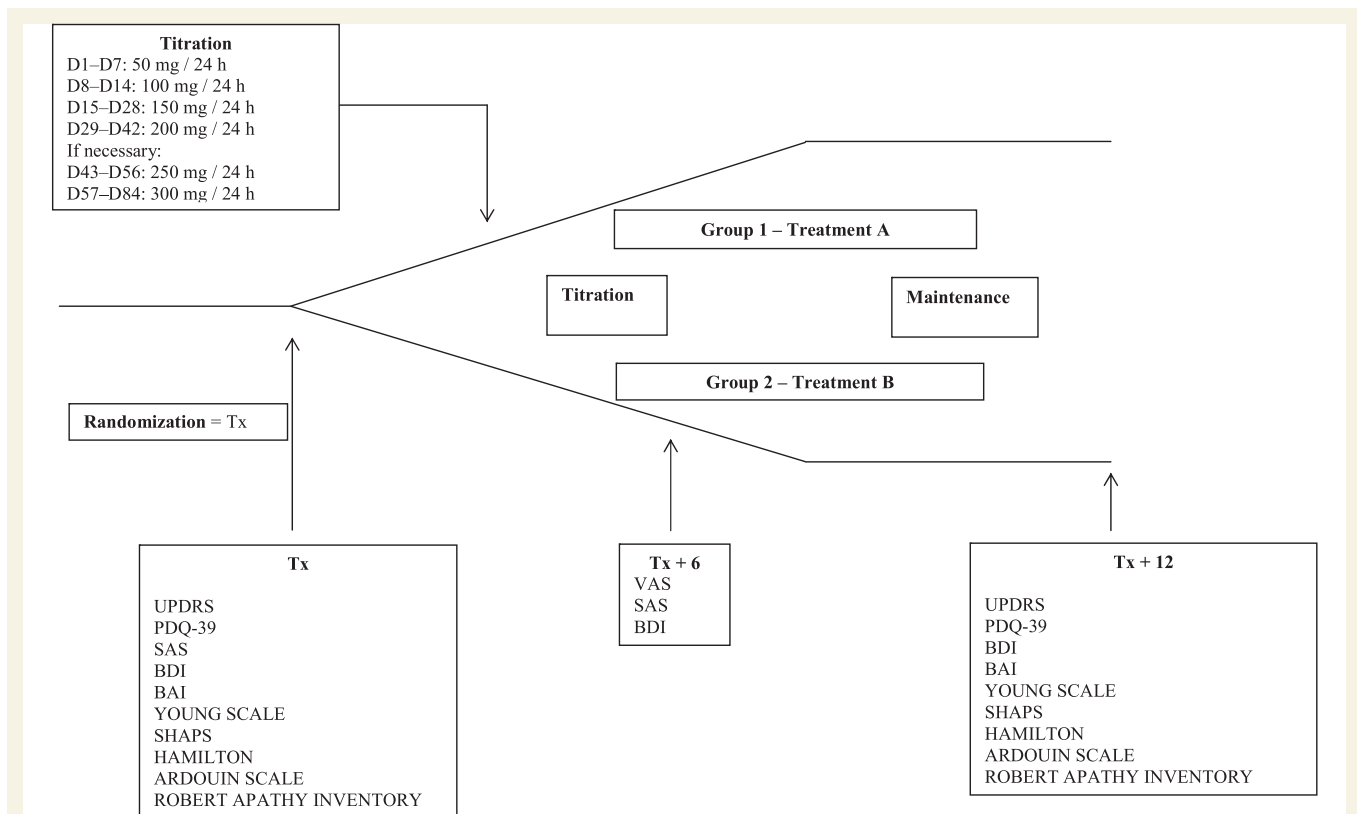 Titration
D1–D7: 50 mg / 24 h
D8–D14: 100 mg / 24 h
D15–D28: 150 mg / 24 h
D29–D42: 200 mg / 24 h
If necessary:
D43–D56: 250 mg / 24 h
D57–D84: 300 mg / 24 h
Group 1 – Treatment A
Titration
Maintenance
Group 2 – Treatment B
Randomization = Tx
Tx
UPDRS
PDQ-39
SAS
BDI
BAI
YOUNG SCALE
SHAPS
HAMILTON
ARDOUIN SCALE
ROBERT APATHY INVENTORY
Tx + 6
VAS
SAS
BDI
Tx + 12
UPDRS
PDQ-39
BDI
BAI
YOUNG SCALE
SHAPS
HAMILTON
ARDOUIN SCALE
ROBERT APATHY INVENTORY